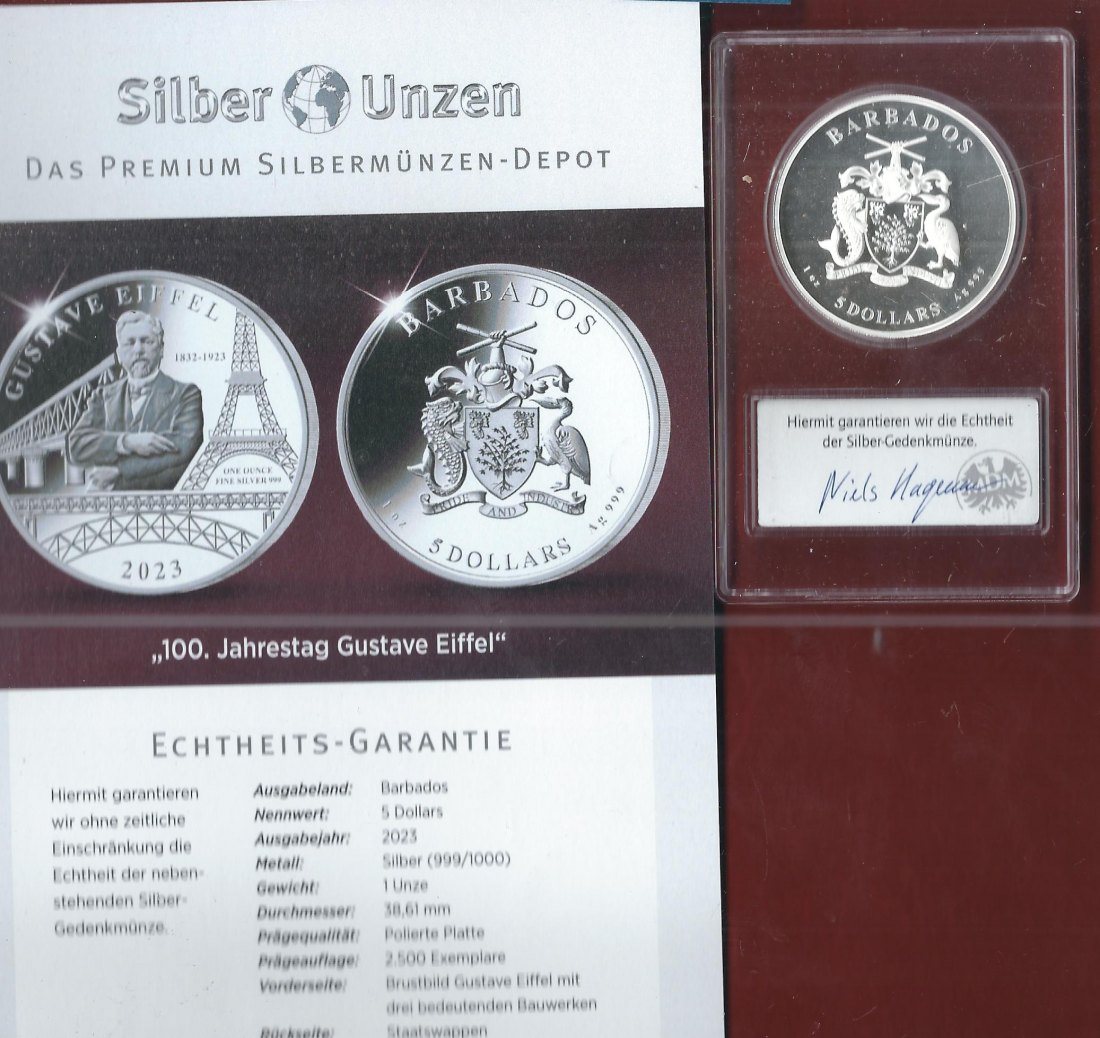 Silber Unzen
DAS PREMIUM SILBERMÜNZEN-DEPOT
GUSTAVE EIFFEL
1832-1923
ONE OUNCE
FINE SILVER 999
2023
BARBADOS
PRIDE AND INDUSTRY
1 oz
Ag 999
5 DOLLARS
„100. Jahrestag Gustave Eiffel“
ECHTHEITS-GARANTIE
Hiermit garantieren
wir ohne zeitliche
Einschränkung die
Echtheit der neben-
stehenden Silber-
Gedenkmünze.
Ausgabeland: Barbados
Nennwert: 5 Dollars
Ausgabejahr: 2023
Metall: Silber (999/1000)
Gewicht: 1 Unze
Durchmesser: 38,61 mm
Prägequalität: Polierte Platte
Prägeauflage: 2.500 Exemplare
Vorderseite: Brustbild Gustave Eiffel mit
drei bedeutenden Bauwerken
Rückseite: Staatswappen
BARBADOS
PRIDE AND
1 oz
Ag 999
5 DOLLARS
Hiermit garantieren wir die Echtheit
der Silber-Gedenkmünze.
Niels